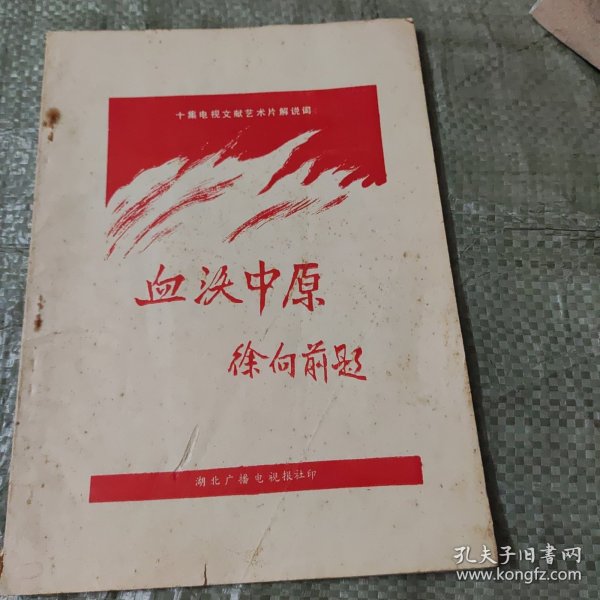 十集电视文献艺术片解说词
血决中原
徐向前题
湖北广播电视报社印
孔夫子旧书网
www.kongfz.com